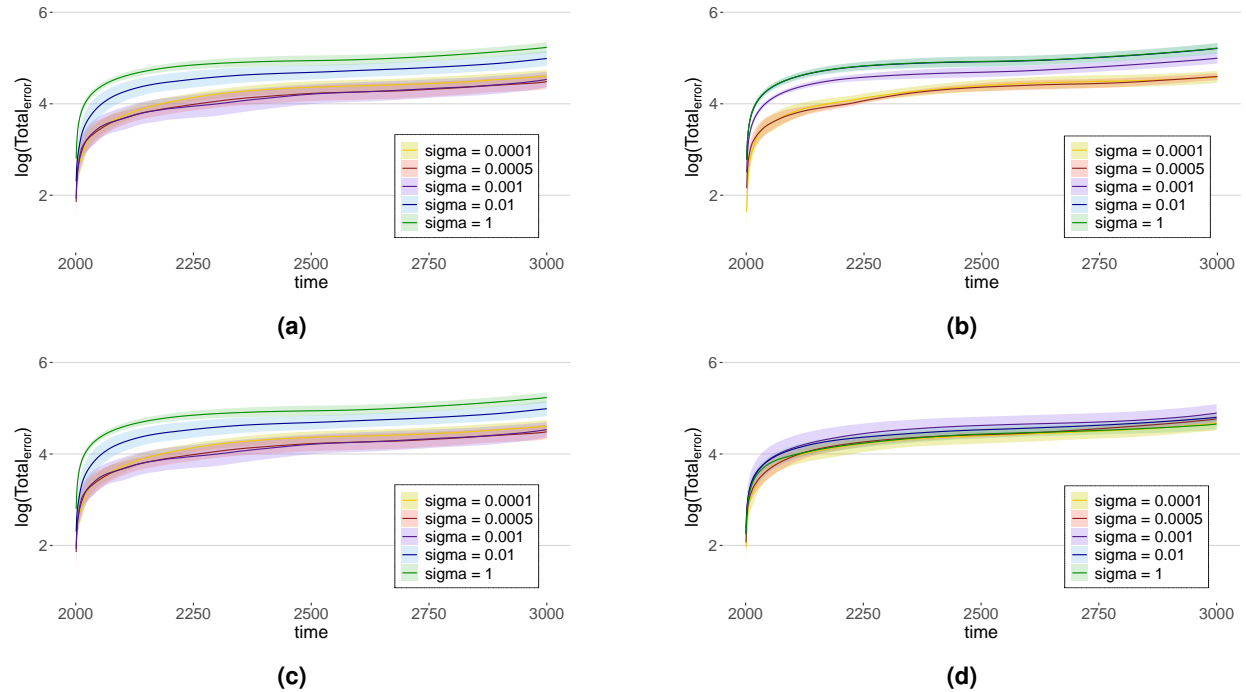 6
4
2
log(Total_error)
sigma = 0.0001
sigma = 0.0005
sigma = 0.001
sigma = 0.01
sigma = 1
2000 2250 2500 2750 3000
time
(a)
6
4
2
log(Total_error)
sigma = 0.0001
sigma = 0.0005
sigma = 0.001
sigma = 0.01
sigma = 1
2000 2250 2500 2750 3000
time
(b)
6
4
2
log(Total_error)
sigma = 0.0001
sigma = 0.0005
sigma = 0.001
sigma = 0.01
sigma = 1
2000 2250 2500 2750 3000
time
(c)
6
4
2
log(Total_error)
sigma = 0.0001
sigma = 0.0005
sigma = 0.001
sigma = 0.01
sigma = 1
2000 2250 2500 2750 3000
time
(d)